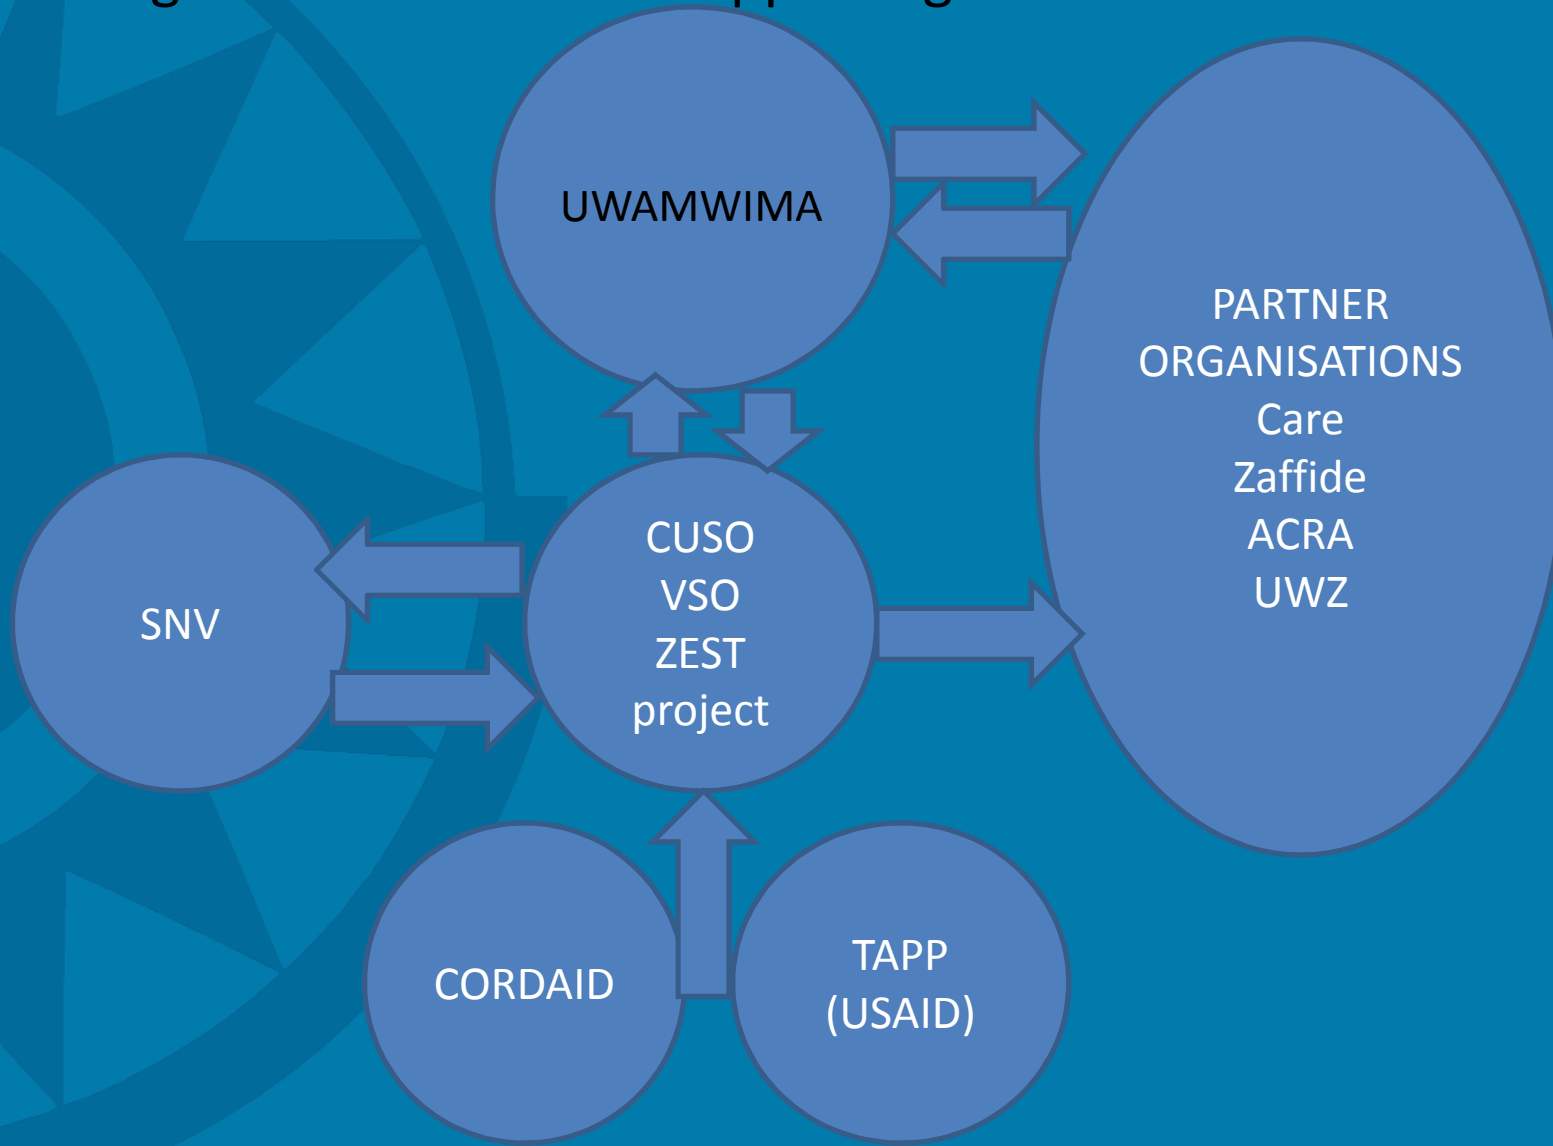 UWAMWIMA
PARTNER
ORGANISATIONS
Care
Zaffide
ACRA
UWZ
SNV
CUSO
VSO
ZEST
project
CORDAID
TAPP
(USAID)